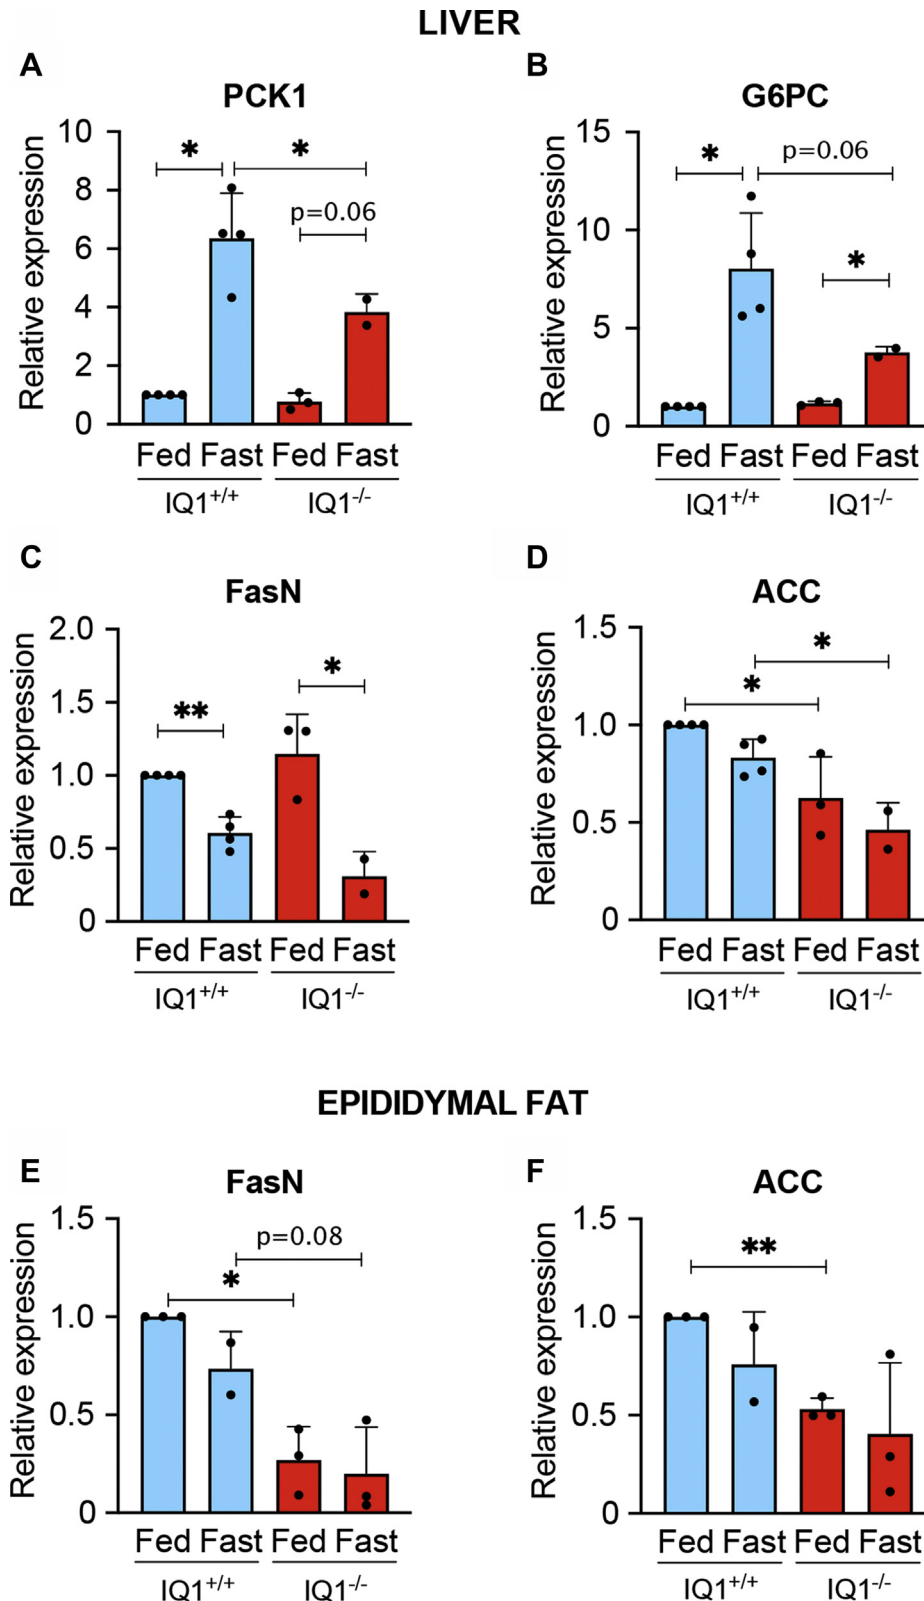 LIVER
A
PCK1
Relative expression
10
8
6
4
2
0
*
*
p=0.06
Fed Fast Fed Fast
IQ1+/+ IQ1-/-
B
G6PC
Relative expression
15
10
5
0
*
p=0.06
*
Fed Fast Fed Fast
IQ1+/+ IQ1-/-
C
FasN
Relative expression
2.0
1.5
1.0
0.5
0
**
*
Fed Fast Fed Fast
IQ1+/+ IQ1-/-
D
ACC
Relative expression
1.5
1.0
0.5
0
*
*
Fed Fast Fed Fast
IQ1+/+ IQ1-/-
EPIDIDYMAL FAT
E
FasN
Relative expression
1.5
1.0
0.5
0
p=0.08
*
Fed Fast Fed Fast
IQ1+/+ IQ1-/-
F
ACC
Relative expression
1.5
1.0
0.5
0
**
Fed Fast Fed Fast
IQ1+/+ IQ1-/-